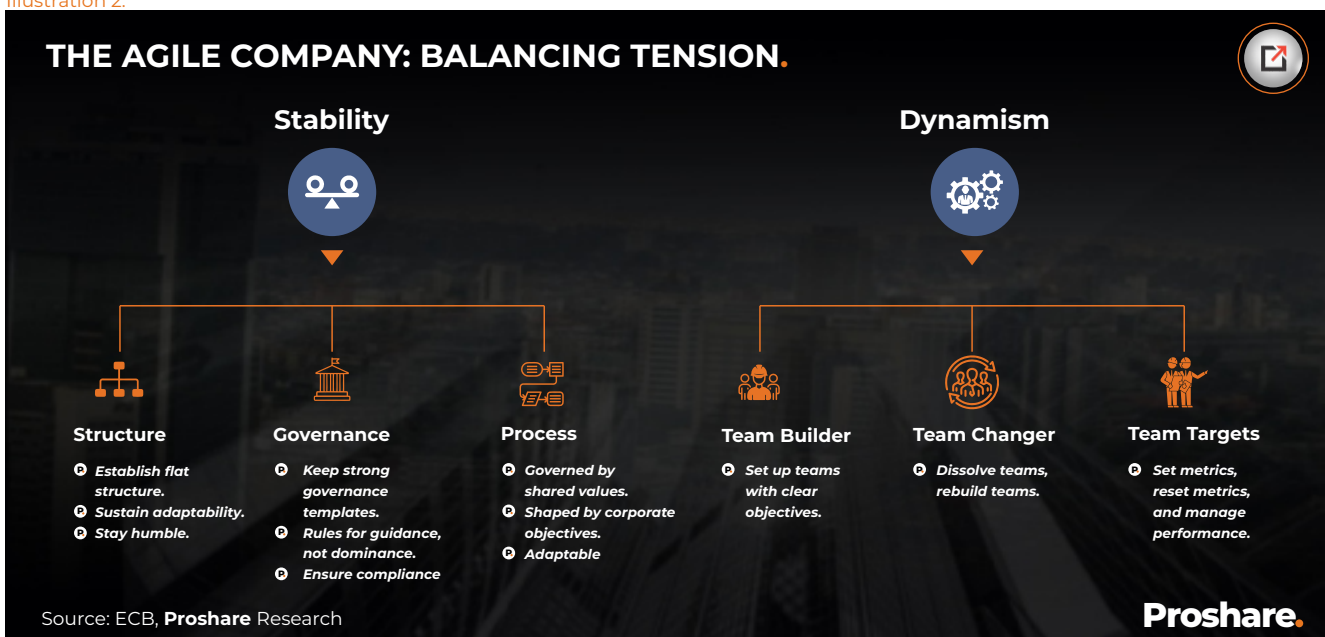 Illustration 2:
THE AGILE COMPANY: BALANCING TENSION.
Stability
Structure
Establish flat
structure.
Sustain adaptability.
Stay humble.
Governance
Keep strong
governance
templates.
Rules for guidance,
not dominance.
Ensure compliance
Process
Governed by
shared values.
Shaped by corporate
objectives.
Adaptable
Dynamism
Team Builder
Set up teams
with clear
objectives.
Team Changer
Dissolve teams,
rebuild teams.
Team Targets
Set metrics,
reset metrics,
and manage
performance.
Source: ECB, Proshare Research
Proshare.